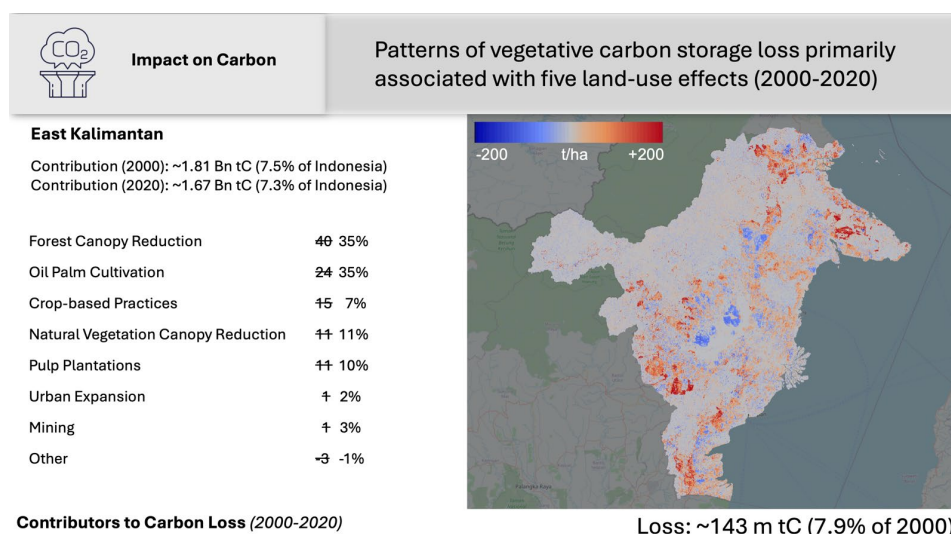 CO2
Impact on Carbon
Patterns of vegetative carbon storage loss primarily
associated with five land-use effects (2000-2020)
East Kalimantan
Contribution (2000): ~1.81 Bn tC (7.5% of Indonesia)
Contribution (2020): ~1.67 Bn tC (7.3% of Indonesia)
Forest Canopy Reduction 40 35%
Oil Palm Cultivation 24 35%
Crop-based Practices 15 7%
Natural Vegetation Canopy Reduction 11 11%
Pulp Plantations 11 10%
Urban Expansion 1 2%
Mining 1 3%
Other -3 -1%
Contributors to Carbon Loss (2000-2020)
-200 t/ha +200
Palangka Raya
Loss: ~143 m tC (7.9% of 2000)